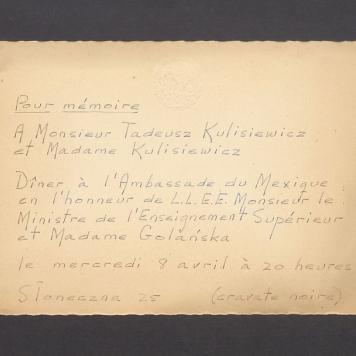 Pour mémoire
A Monsieur Tadeusz Kulisiewicz
et Madame Kulisiewicz
Dîner à l'Ambassade du Mexique
en l'honneur de L.L.E.E. Monsieur le
Ministre de l'Enseignement Supérieur
et Madame Golańska
le mercredi 8 avril à 20 heures
Słoneczna 25 (cravate noire)